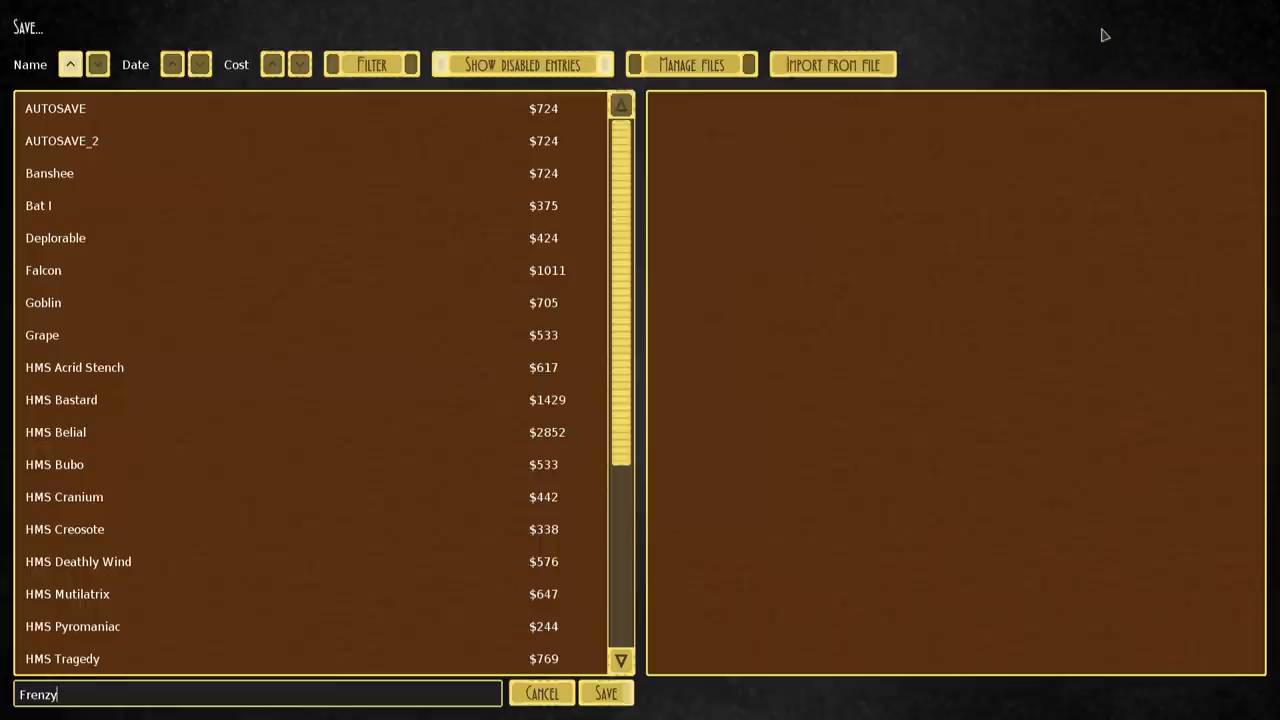 Save...
Name Date Cost Filter Show disabled entries Manage files Import from file
AUTOSAVE $724
AUTOSAVE_2 $724
Banshee $724
Bat I $375
Deplorable $424
Falcon $1011
Goblin $705
Grape $533
HMS Acrid Stench $617
HMS Bastard $1429
HMS Belial $2852
HMS Bubo $533
HMS Cranium $442
HMS Creosote $338
HMS Deathly Wind $576
HMS Mutilatrix $647
HMS Pyromaniac $244
HMS Tragedy $769
Frenzy Cancel Save